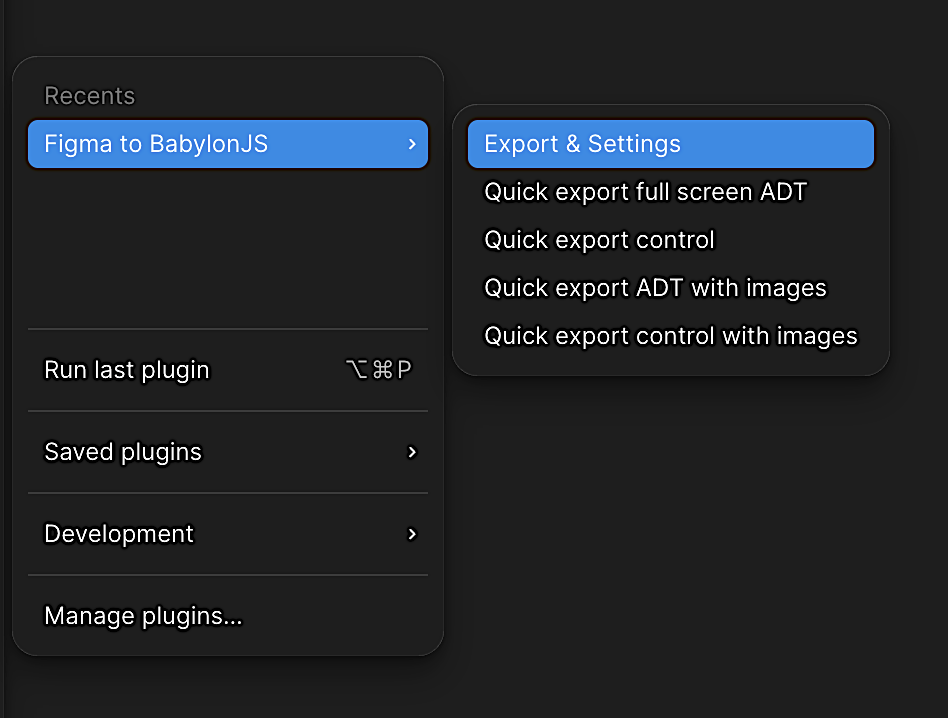 Recents
Figma to BabylonJS
Run last plugin ⌥⌘P
Saved plugins
Development
Manage plugins...
Export & Settings
Quick export full screen ADT
Quick export control
Quick export ADT with images
Quick export control with images